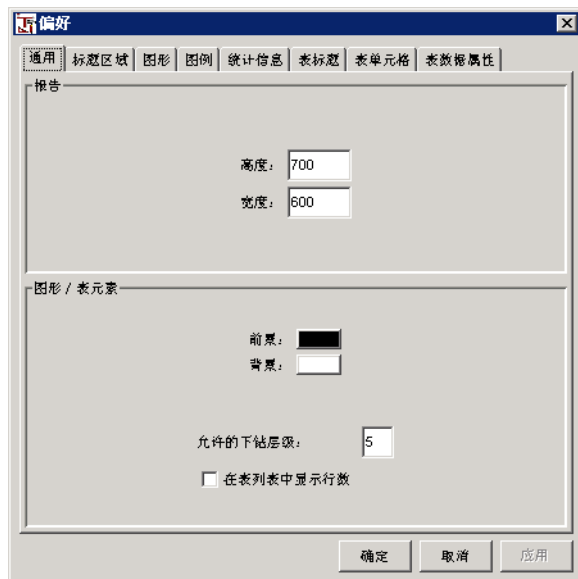 偏好
通用 标题区域 图形 图例 统计信息 表标题 表单元格 表数据属性
报告
高度: 700
宽度: 600
图形 / 表元素
前景:
背景:
允许的下钻层级: 5
在表列表中显示行数
确定 取消 应用